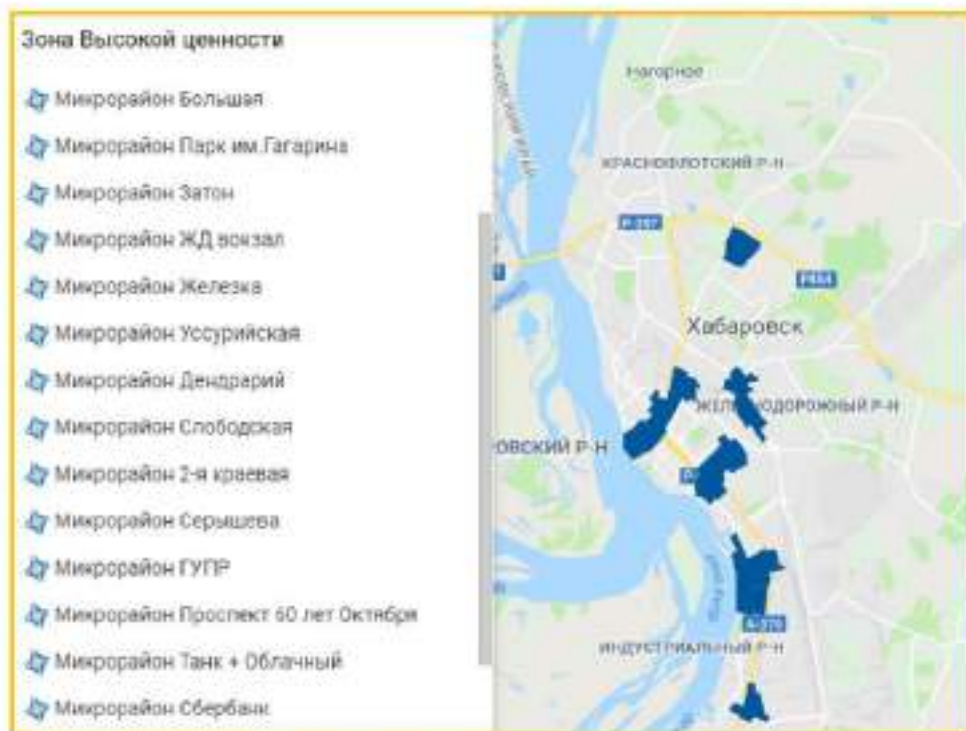 Зона Высокой ценности
Микрорайон Большая
Микрорайон Парк им.Гагарина
Микрорайон Затон
Микрорайон ЖД вокзал
Микрорайон Железка
Микрорайон Уссурийская
Микрорайон Дендрарий
Микрорайон Слободская
Микрорайон 2-я краевая
Микрорайон Серышева
Микрорайон ГУПР
Микрорайон Проспект 60 лет Октября
Микрорайон Танк + Облачный
Микрорайон Сбербанк
Нагорное
КРАСНОФЛОТСКИЙ Р-Н
Хабаровск
ЖЕЛЕЗНОДОРОЖНЫЙ Р-Н
РОВСКИЙ Р-Н
А-370
ИНДУСТРИАЛЬНЫЙ Р-Н